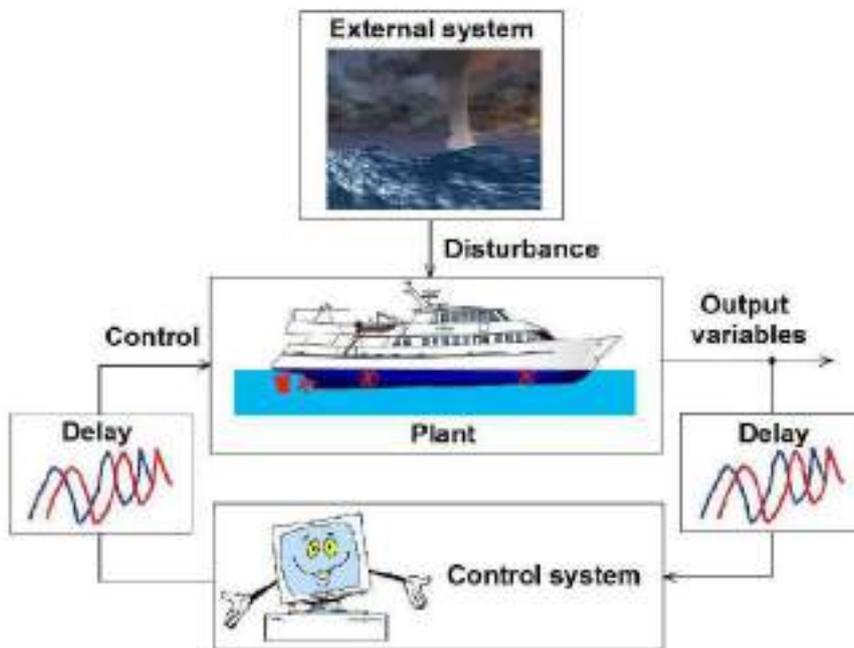 External system
Disturbance
Control
Output
variables
Plant
Delay
Delay
Control system